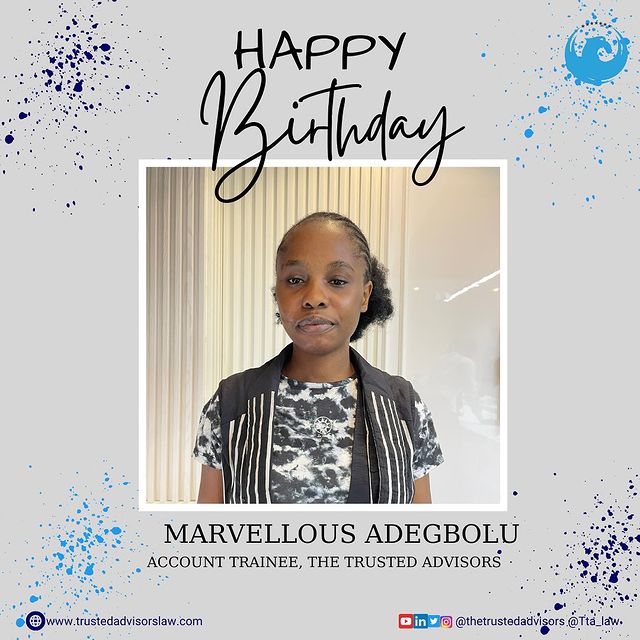 HAPPY
Birthday
MARVELLOUS ADEGBOLU
ACCOUNT TRAINEE, THE TRUSTED ADVISORS
www.trustedadvisorslaw.com
@thetrustedadvisors @Tta_law